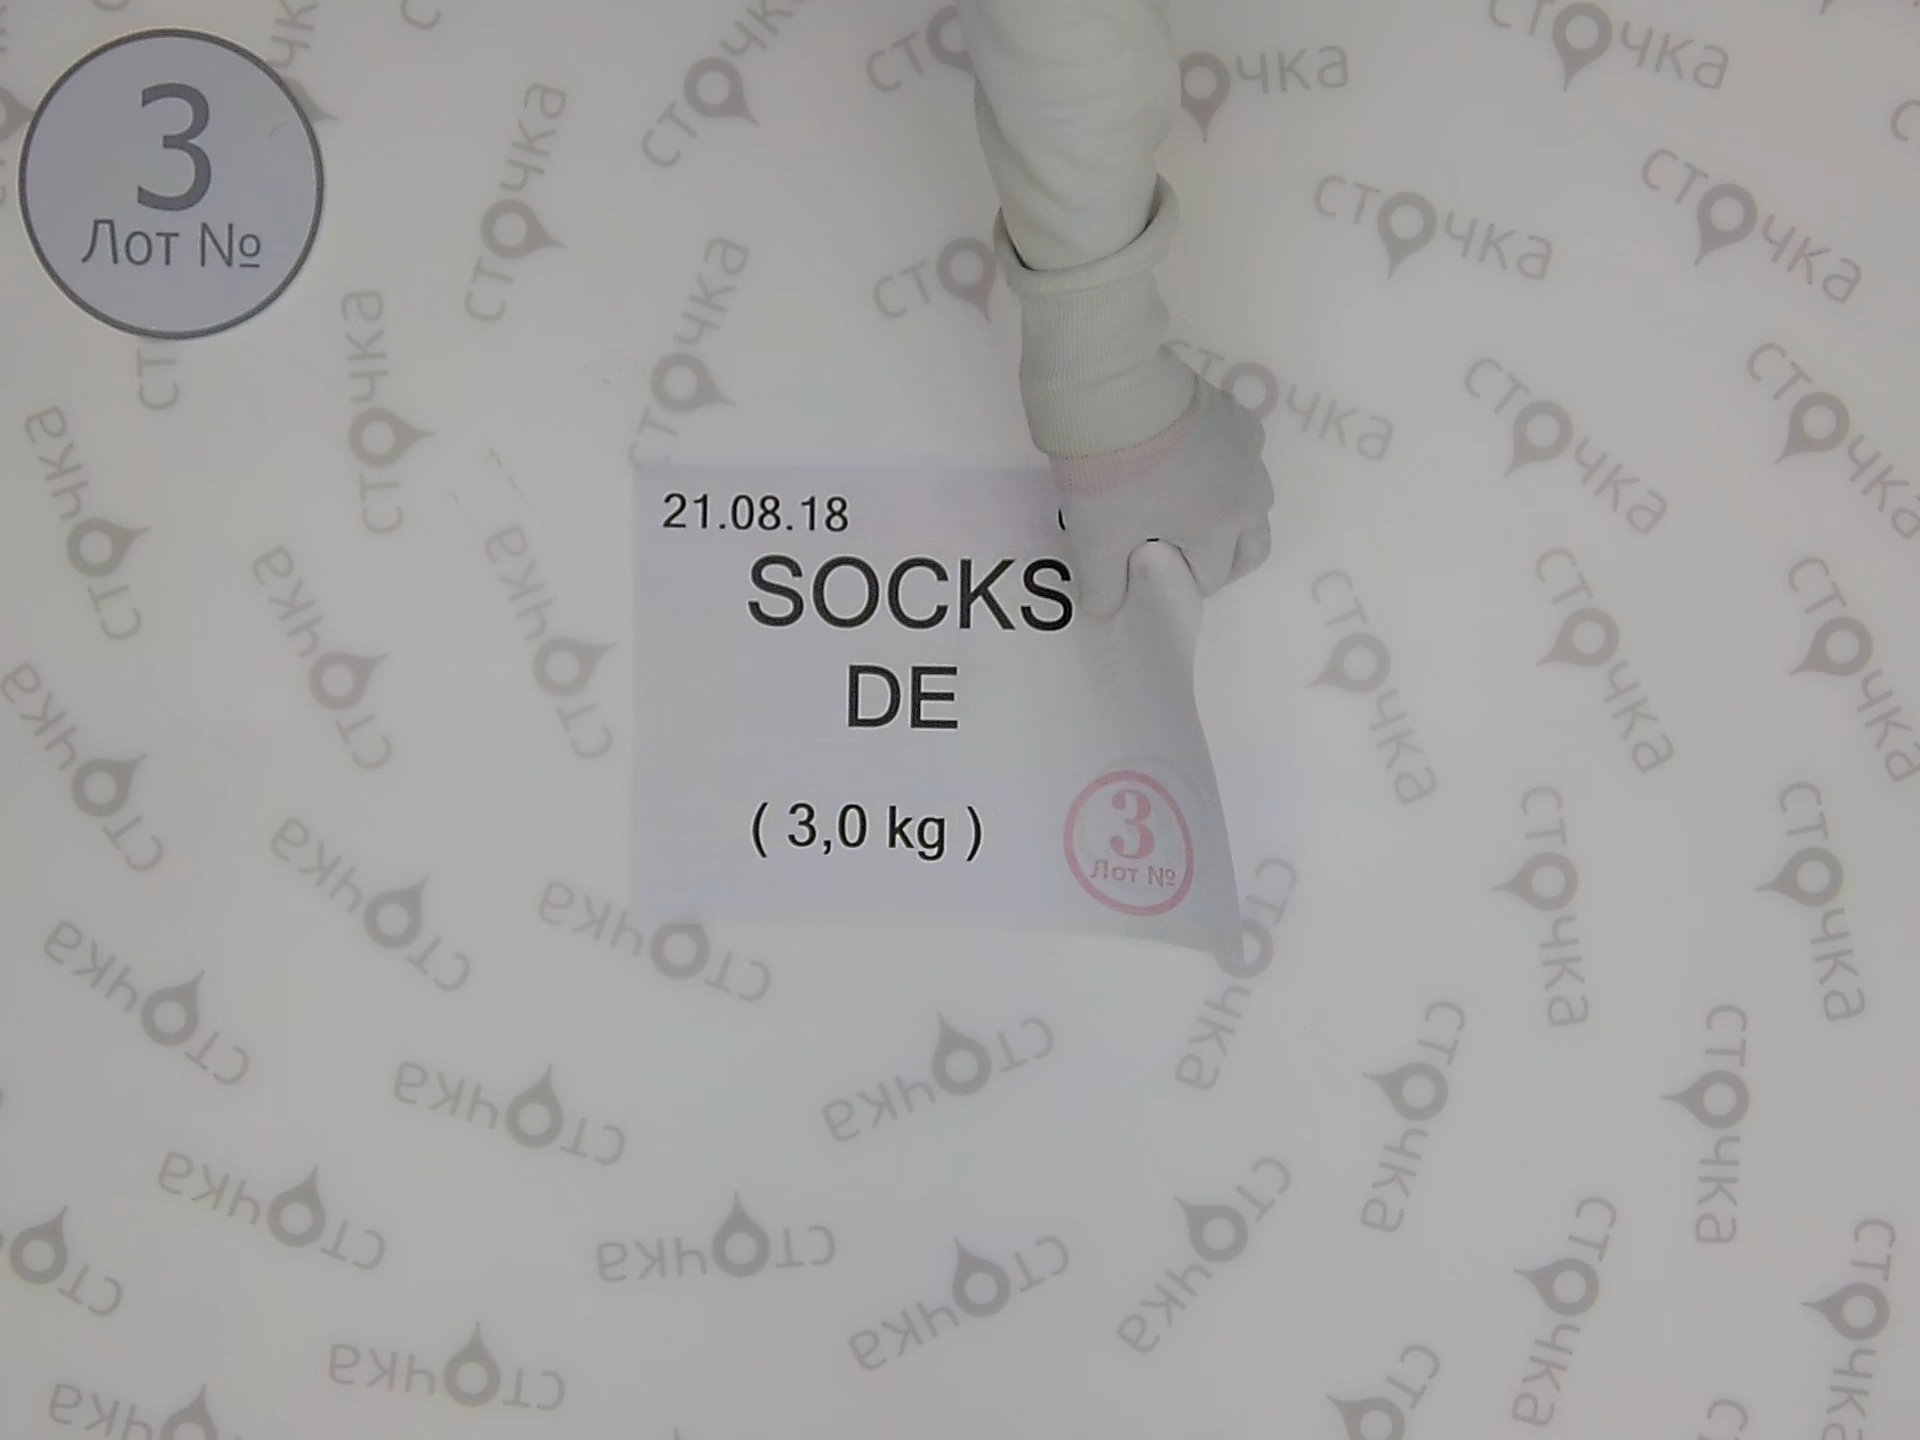 3
Лот №
21.08.18
SOCKS
DE
( 3,0 kg )
3
Лот №
сточка